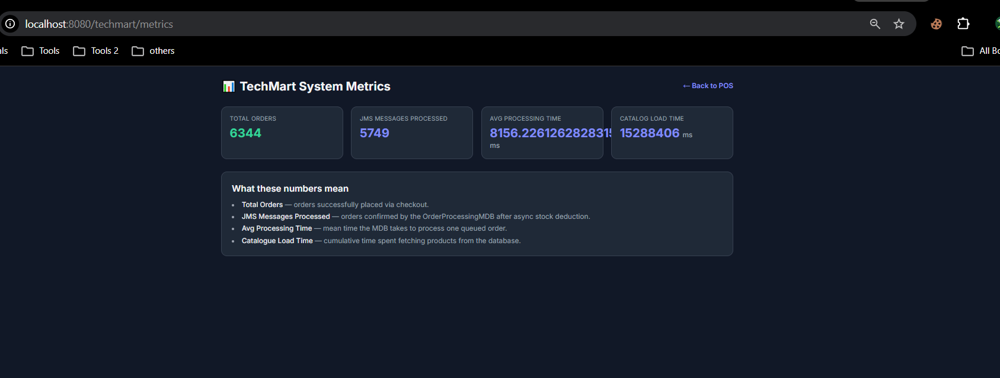 localhost:8080/techmart/metrics
als Tools Tools 2 others All Bo
TechMart System Metrics
← Back to POS
TOTAL ORDERS
6344
JMS MESSAGES PROCESSED
5749
AVG PROCESSING TIME
8156.226126282831
ms
CATALOG LOAD TIME
15288406 ms
What these numbers mean
• Total Orders — orders successfully placed via checkout.
• JMS Messages Processed — orders confirmed by the OrderProcessingMDB after async stock deduction.
• Avg Processing Time — mean time the MDB takes to process one queued order.
• Catalogue Load Time — cumulative time spent fetching products from the database.